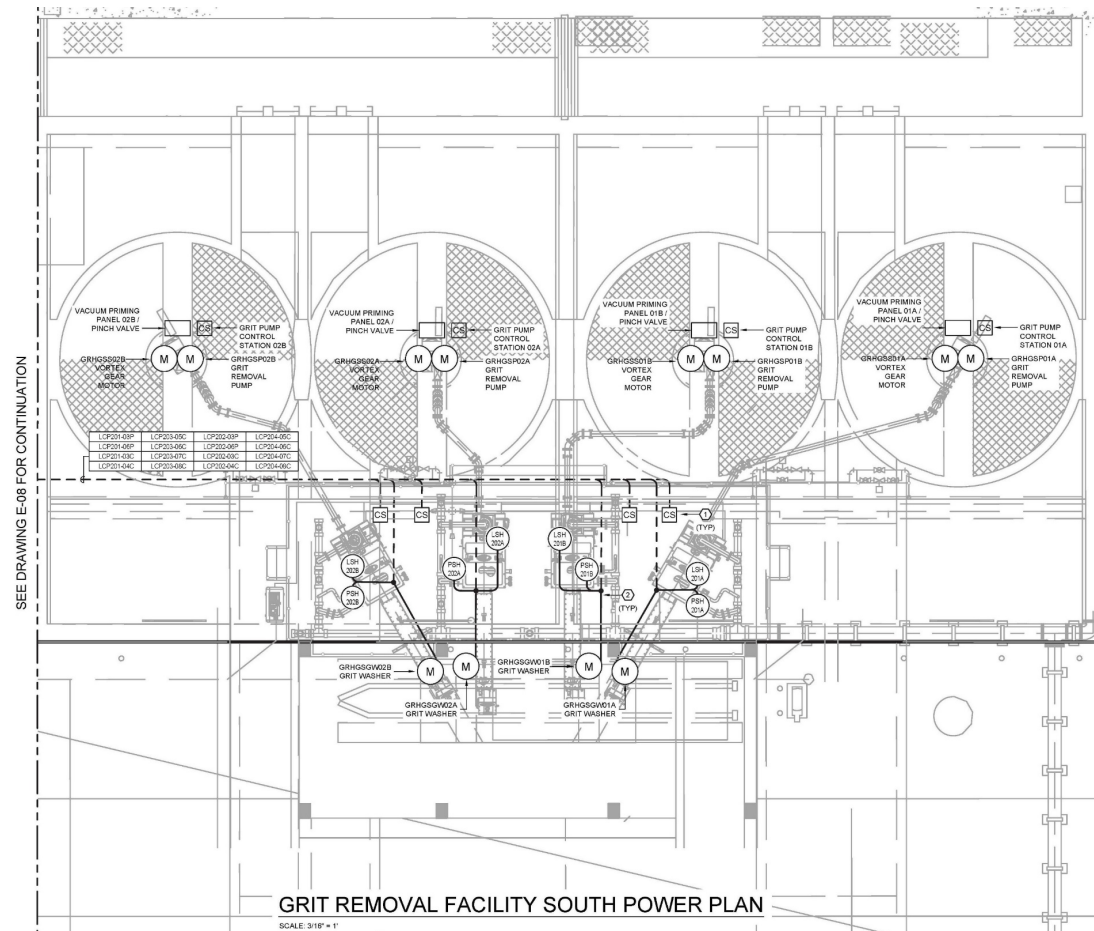 VACUUM PRIMING
PANEL 02B /
PINCH VALVE
CS
GRIT PUMP
CONTROL
STATION 02B
GRHGSS02B
VORTEX
GEAR
MOTOR
M
M
GRHGSP02B
GRIT
REMOVAL
PUMP
VACUUM PRIMING
PANEL 02A /
PINCH VALVE
CS
GRIT PUMP
CONTROL
STATION 02A
GRHGSS02A
VORTEX
GEAR
MOTOR
M
M
GRHGSP02A
GRIT
REMOVAL
PUMP
VACUUM PRIMING
PANEL 01B /
PINCH VALVE
CS
GRIT PUMP
CONTROL
STATION 01B
GRHGSS01B
VORTEX
GEAR
MOTOR
M
M
GRHGSP01B
GRIT
REMOVAL
PUMP
VACUUM PRIMING
PANEL 01A /
PINCH VALVE
CS
GRIT PUMP
CONTROL
STATION 01A
GRHGSS01A
VORTEX
GEAR
MOTOR
M
M
GRHGSP01A
GRIT
REMOVAL
PUMP
SEE DRAWING E-08 FOR CONTINUATION
LCP201-03P LCP203-05C LCP202-03P LCP204-05C
LCP201-06P LCP203-06C LCP202-06P LCP204-06C
LCP201-03C LCP203-07C LCP202-03C LCP204-07C
LCP201-04C LCP203-08C LCP202-04C LCP204-08C
CS
CS
CS
CS
1
(TYP)
LSH
202B
PSH
202B
LSH
202A
PSH
202A
LSH
201B
PSH
201B
LSH
201A
PSH
201A
2
(TYP)
GRHGSGW02B
GRIT WASHER
M
M
GRHGSGW02A
GRIT WASHER
GRHGSGW01B
GRIT WASHER
M
M
GRHGSGW01A
GRIT WASHER
GRIT REMOVAL FACILITY SOUTH POWER PLAN
SCALE: 3/16" = 1'